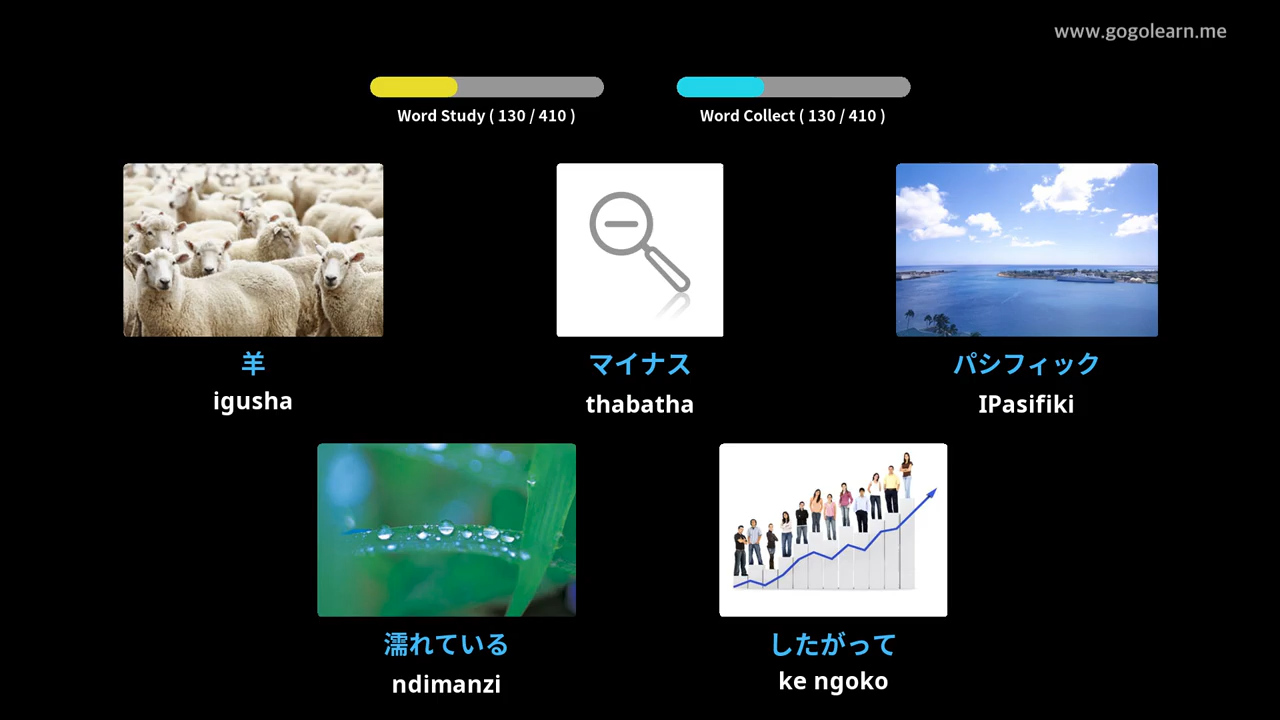 www.gogolearn.me
Word Study ( 130 / 410 )
Word Collect ( 130 / 410 )
羊
igusha
マイナス
thabatha
パシフィック
IPasifiki
濡れている
ndimanzi
したがって
ke ngoko